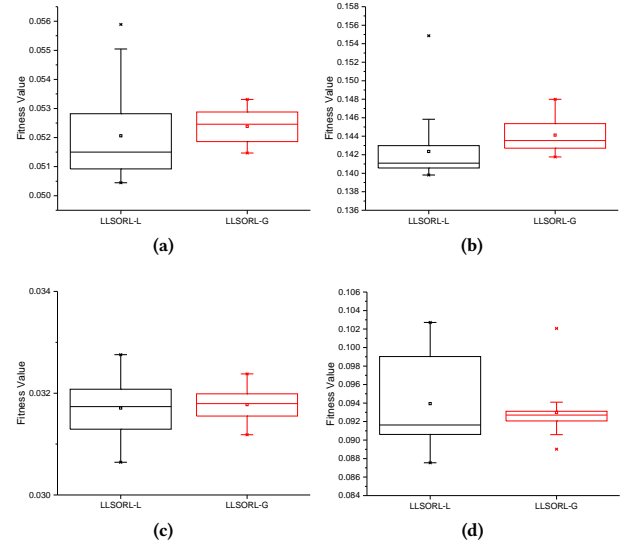 0.056
0.054
0.053
0.052
0.051
0.050
Fitness Value
LLSORL-L LLSORL-G
(a)
0.158
0.156
0.154
0.152
0.150
0.148
0.146
0.144
0.142
0.140
0.138
0.136
Fitness Value
LLSORL-L LLSORL-G
(b)
0.034
0.032
0.030
Fitness Value
LLSORL-L LLSORL-G
(c)
0.106
0.104
0.102
0.100
0.098
0.096
0.094
0.092
0.090
0.088
0.086
0.084
Fitness Value
LLSORL-L LLSORL-G
(d)